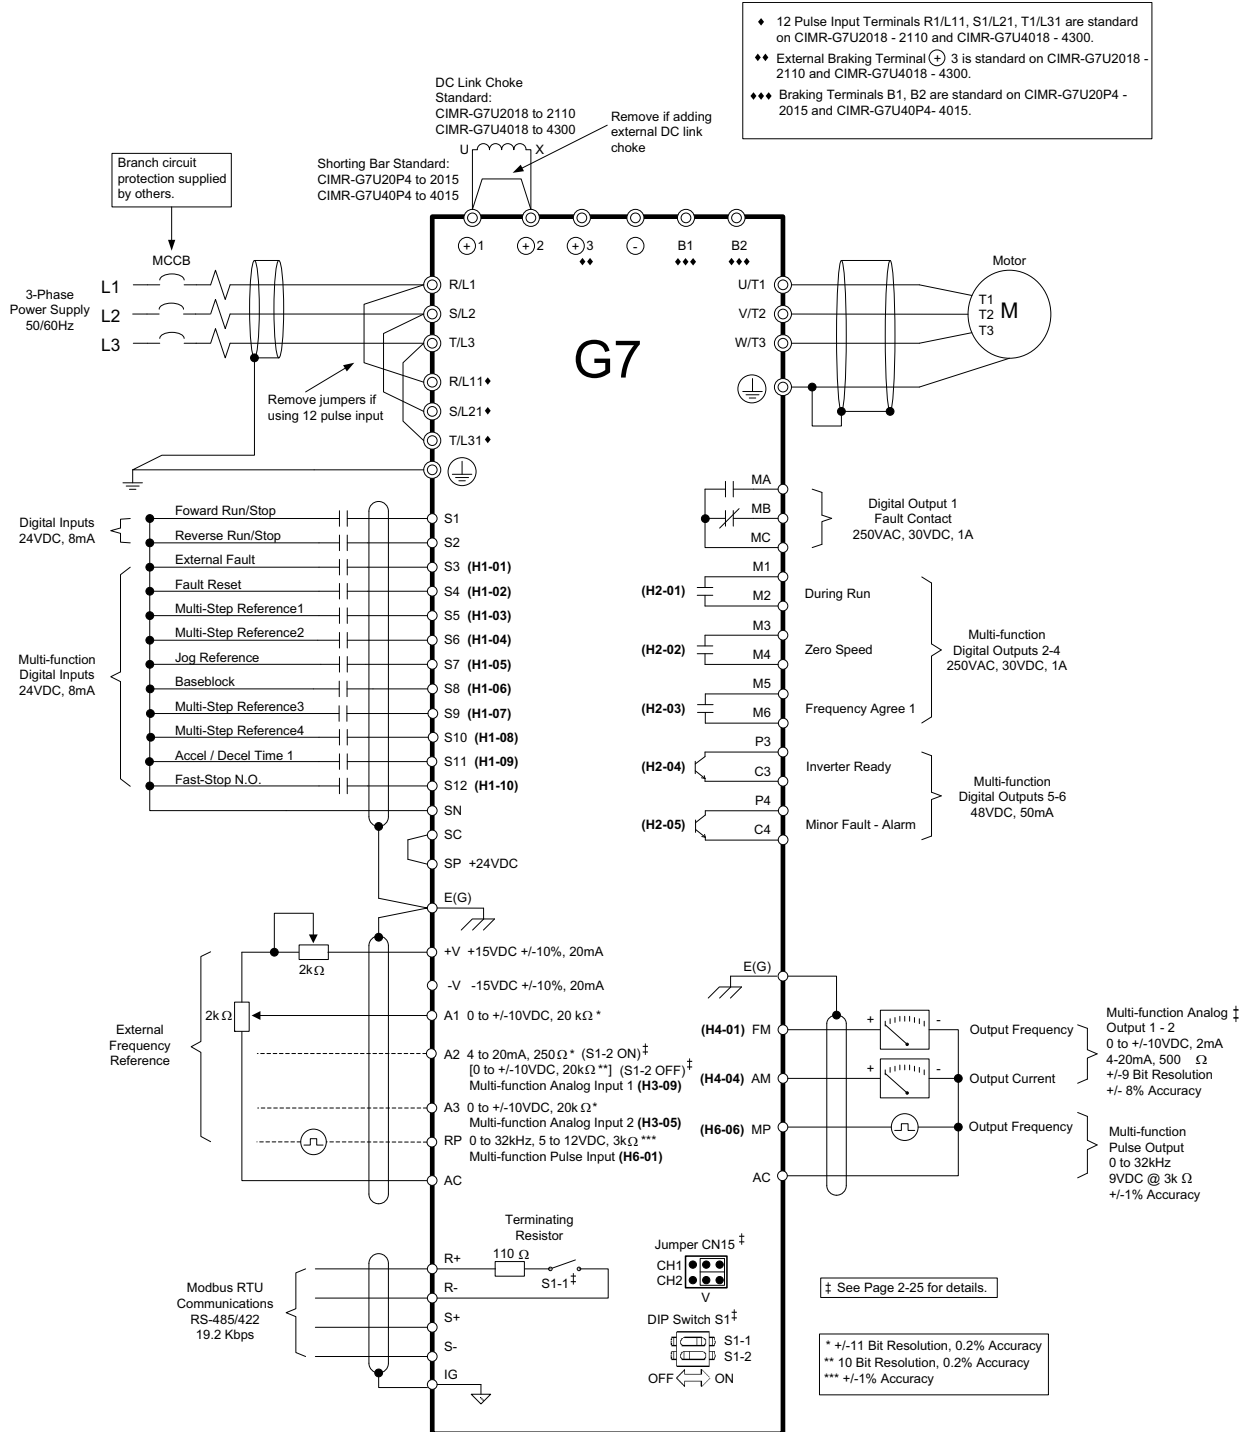 ♦ 12 Pulse Input Terminals R1/L11, S1/L21, T1/L31 are standard
on CIMR-G7U2018 - 2110 and CIMR-G7U4018 - 4300.
♦♦ External Braking Terminal + 3 is standard on CIMR-G7U2018 -
2110 and CIMR-G7U4018 - 4300.
♦♦♦ Braking Terminals B1, B2 are standard on CIMR-G7U20P4 -
2015 and CIMR-G7U40P4- 4015.
DC Link Choke
Standard:
CIMR-G7U2018 to 2110
CIMR-G7U4018 to 4300
Remove if adding
external DC link
choke
U X
Shorting Bar Standard:
CIMR-G7U20P4 to 2015
CIMR-G7U40P4 to 4015
Branch circuit
protection supplied
by others.
+1 +2 +3 - B1 B2
♦♦ ♦♦♦ ♦♦♦
MCCB
3-Phase
Power Supply
50/60Hz
L1
L2
L3
R/L1
S/L2
T/L3
R/L11♦
S/L21♦
T/L31♦
Remove jumpers if
using 12 pulse input
G7
U/T1
V/T2
W/T3
Motor
T1
T2
T3
M
Digital Inputs
24VDC, 8mA
Foward Run/Stop
S1
Reverse Run/Stop
S2
Multi-function
Digital Inputs
24VDC, 8mA
External Fault
S3 (H1-01)
Fault Reset
S4 (H1-02)
Multi-Step Reference1
S5 (H1-03)
Multi-Step Reference2
S6 (H1-04)
Jog Reference
S7 (H1-05)
Baseblock
S8 (H1-06)
Multi-Step Reference3
S9 (H1-07)
Multi-Step Reference4
S10 (H1-08)
Accel / Decel Time 1
S11 (H1-09)
Fast-Stop N.O.
S12 (H1-10)
SN
SC
SP +24VDC
E(G)
MA
MB
MC
Digital Output 1
Fault Contact
250VAC, 30VDC, 1A
M1
(H2-01)
M2
During Run
M3
(H2-02)
M4
Zero Speed
M5
(H2-03)
M6
Frequency Agree 1
Multi-function
Digital Outputs 2-4
250VAC, 30VDC, 1A
P3
(H2-04)
C3
Inverter Ready
P4
(H2-05)
C4
Minor Fault - Alarm
Multi-function
Digital Outputs 5-6
48VDC, 50mA
External
Frequency
Reference
2kΩ
2kΩ
+V +15VDC +/-10%, 20mA
-V -15VDC +/-10%, 20mA
A1 0 to +/-10VDC, 20 kΩ *
A2 4 to 20mA, 250Ω* (S1-2 ON)‡
[0 to +/-10VDC, 20kΩ**] (S1-2 OFF)‡
Multi-function Analog Input 1 (H3-09)
A3 0 to +/-10VDC, 20kΩ*
Multi-function Analog Input 2 (H3-05)
RP 0 to 32kHz, 5 to 12VDC, 3kΩ ***
Multi-function Pulse Input (H6-01)
AC
E(G)
(H4-01) FM
+ -
Output Frequency
(H4-04) AM
+ -
Output Current
(H6-06) MP
Output Frequency
AC
Multi-function Analog ‡
Output 1 - 2
0 to +/-10VDC, 2mA
4-20mA, 500 Ω
+/-9 Bit Resolution
+/- 8% Accuracy
Multi-function
Pulse Output
0 to 32kHz
9VDC @ 3k Ω
+/-1% Accuracy
Modbus RTU
Communications
RS-485/422
19.2 Kbps
R+
R-
S+
S-
IG
Terminating
Resistor
110 Ω
S1-1‡
Jumper CN15 ‡
CH1
CH2
V
DIP Switch S1‡
S1-1
S1-2
OFF ON
‡ See Page 2-25 for details.
* +/-11 Bit Resolution, 0.2% Accuracy
** 10 Bit Resolution, 0.2% Accuracy
*** +/-1% Accuracy